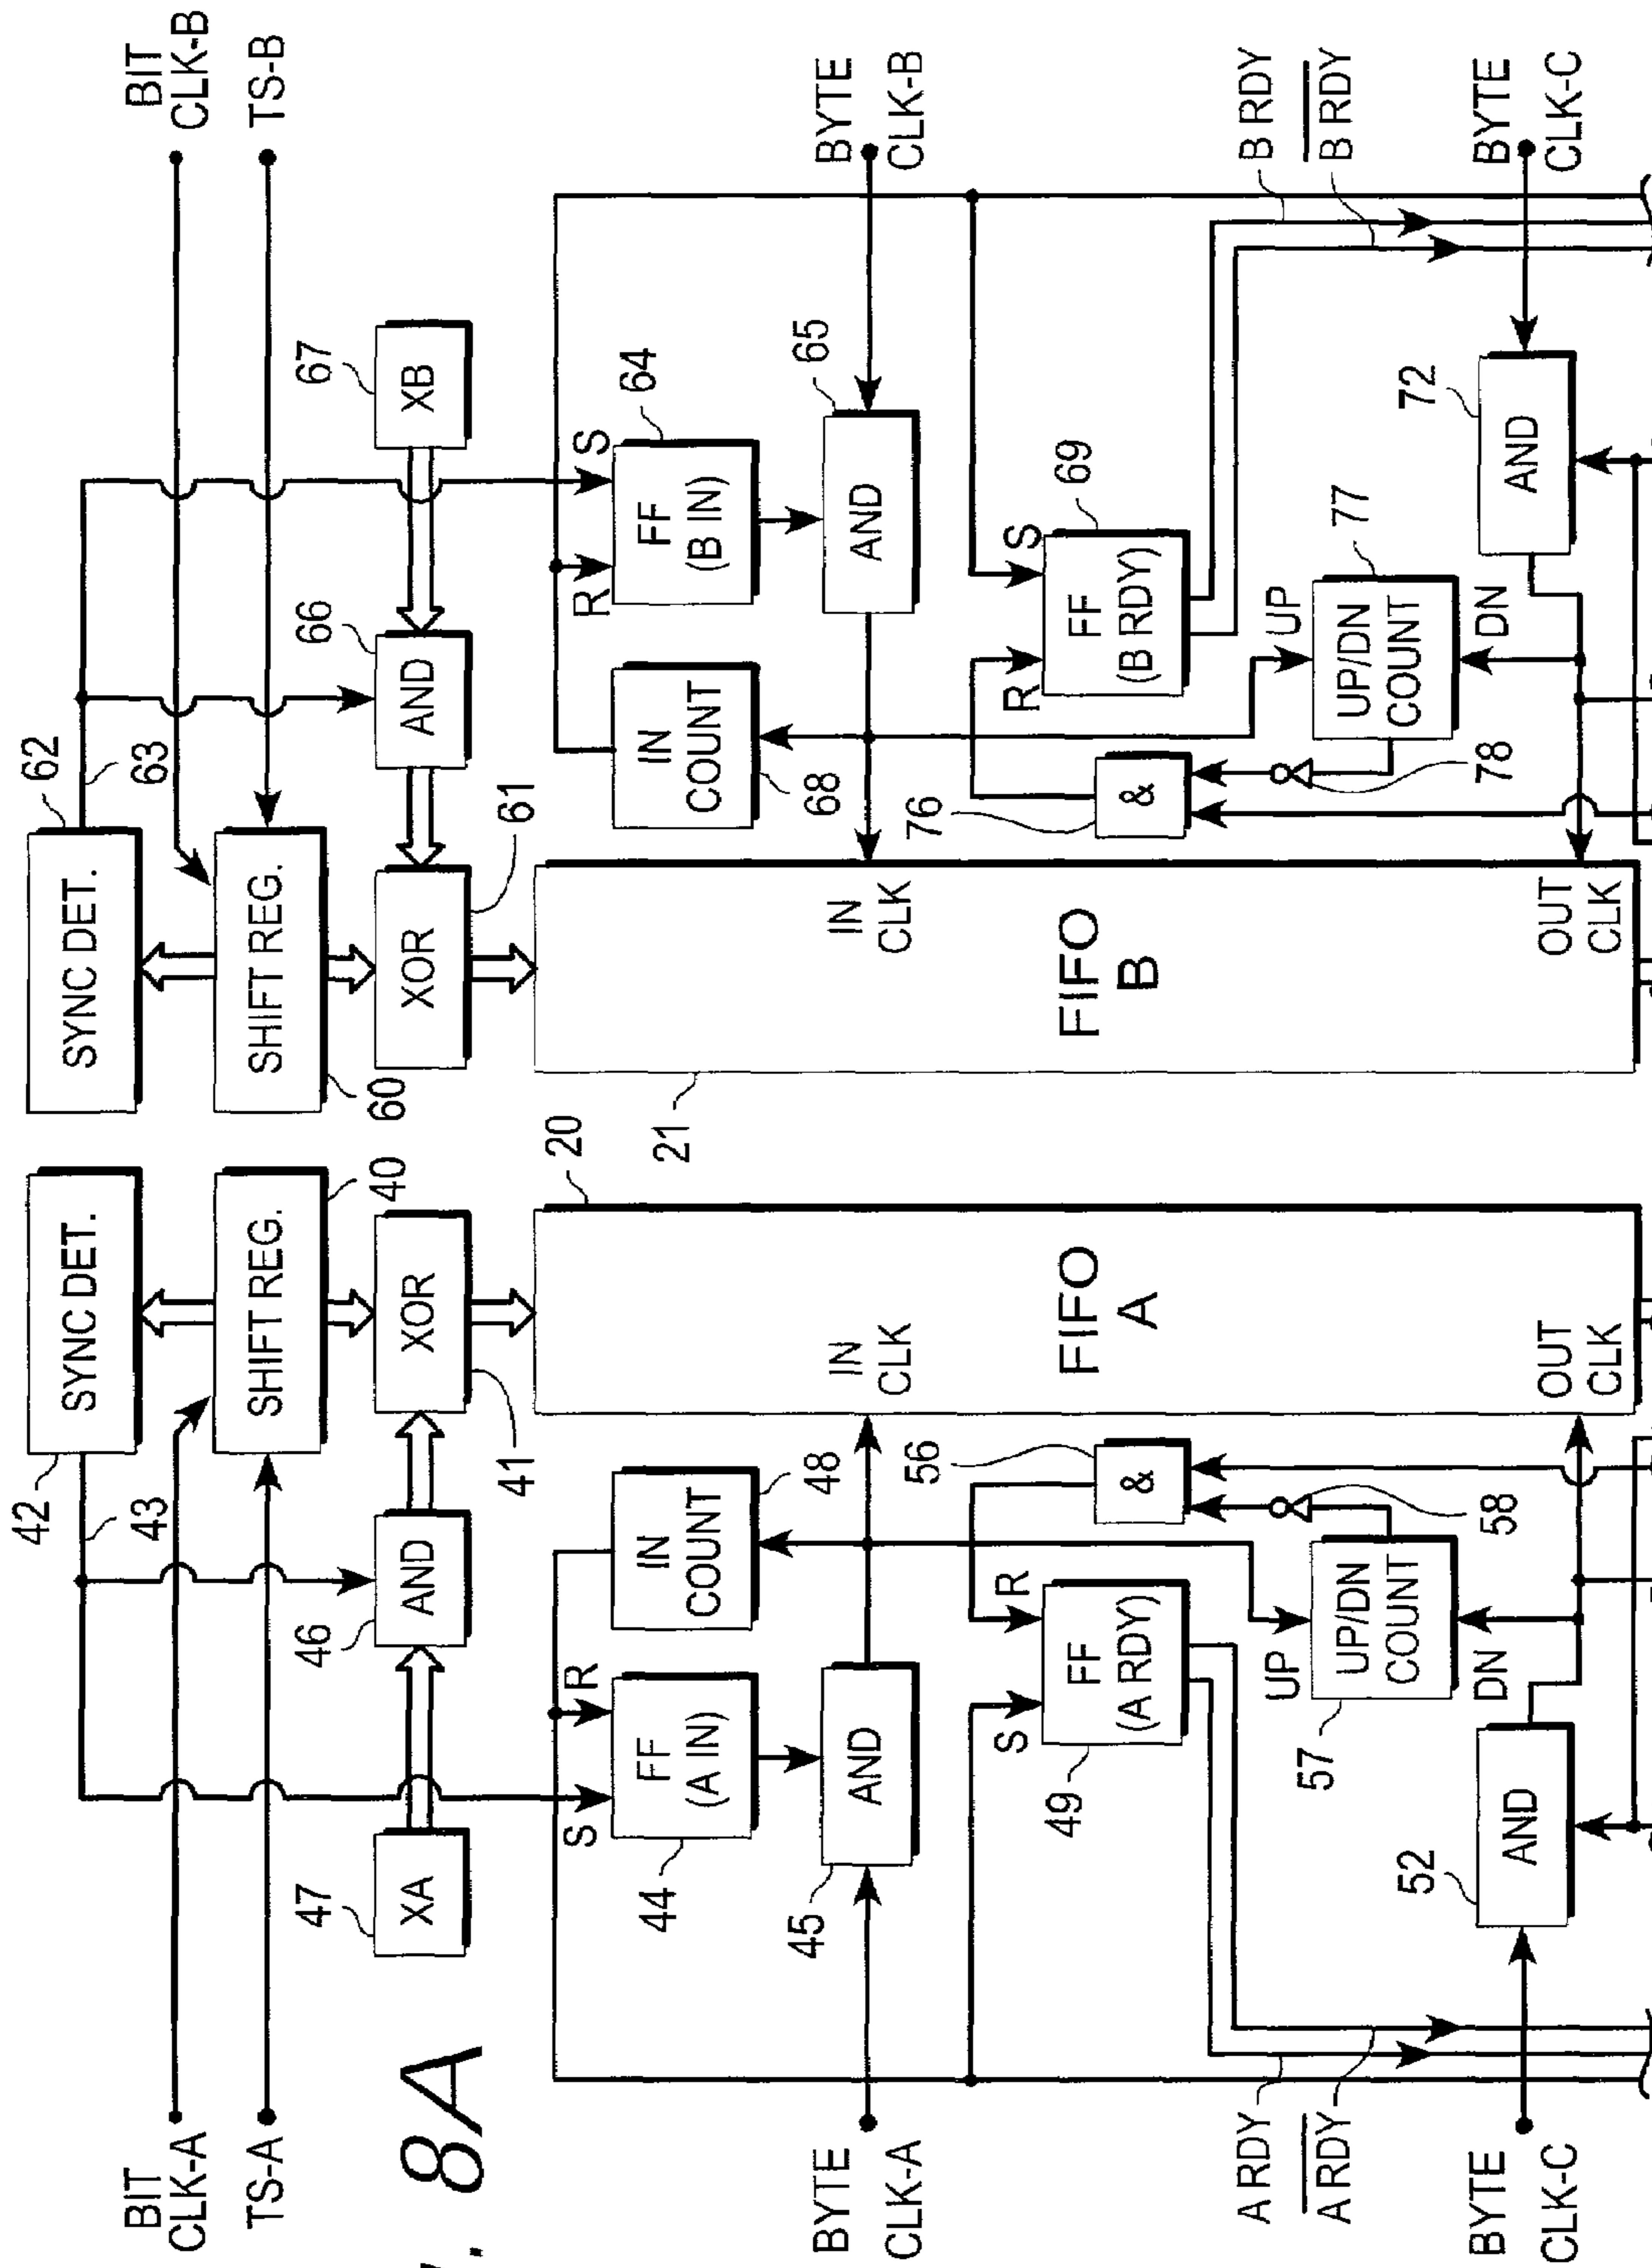 BIT
CLK-A
TS-A
BIT
CLK-B
TS-B
42
SYNC DET.
43
SYNC DET.
62
63
SHIFT REG.
40
SHIFT REG.
60
47
XA
46
AND
XOR
41
XOR
61
66
AND
67
XB
. 8A
S
R
FF
(A IN)
44
IN
COUNT
48
20
21
IN
COUNT
68
R
S
FF
(B IN)
64
BYTE
CLK-A
45
AND
IN
CLK
IN
CLK
AND
65
BYTE
CLK-B
S
R
FF
(A RDY)
49
56
&
FIFO
A
FIFO
B
76
&
R
S
FF
(B RDY)
69
A RDY
A̅ ̅R̅D̅Y̅
UP
UP/DN
COUNT
57
DN
58
78
UP
UP/DN
COUNT
77
DN
B RDY
B̅ ̅R̅D̅Y̅
BYTE
CLK-C
52
AND
OUT
CLK
OUT
CLK
72
AND
BYTE
CLK-C